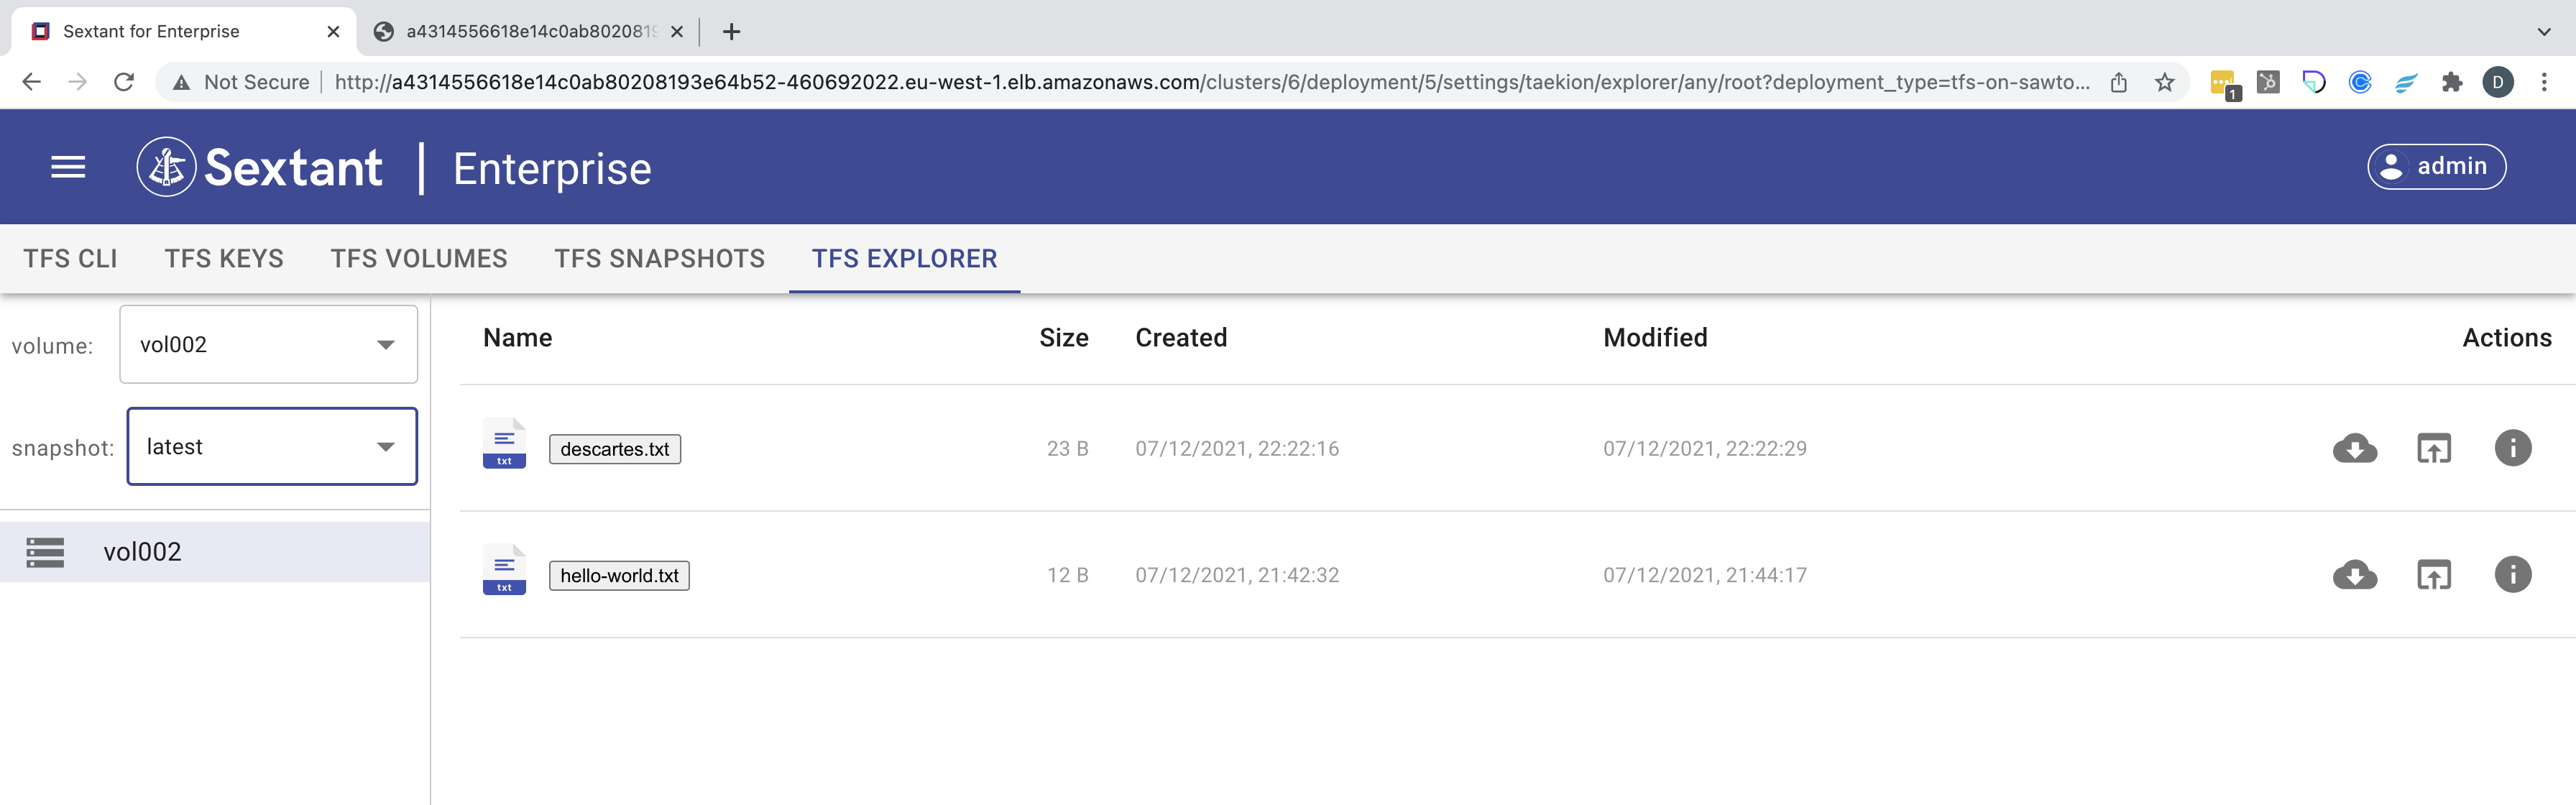 Sextant for Enterprise
a4314556618e14c0ab8020819
Not Secure
http://a4314556618e14c0ab80208193e64b52-460692022.eu-west-1.elb.amazonaws.com/clusters/6/deployment/5/settings/taekion/explorer/any/root?deployment_type=tfs-on-sawto...
1
D
Sextant | Enterprise
admin
TFS CLI
TFS KEYS
TFS VOLUMES
TFS SNAPSHOTS
TFS EXPLORER
volume: vol002
snapshot: latest
vol002
Name Size Created Modified Actions
txt descartes.txt 23 B 07/12/2021, 22:22:16 07/12/2021, 22:22:29
txt hello-world.txt 12 B 07/12/2021, 21:42:32 07/12/2021, 21:44:17